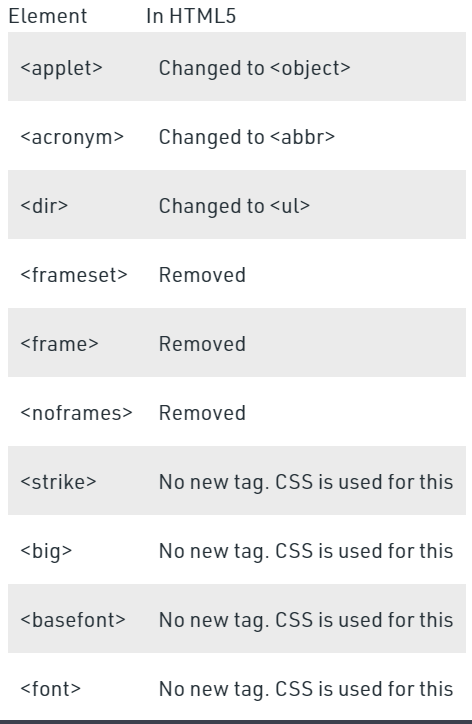 Element In HTML5
<applet> Changed to <object>
<acronym> Changed to <abbr>
<dir> Changed to <ul>
<frameset> Removed
<frame> Removed
<noframes> Removed
<strike> No new tag. CSS is used for this
<big> No new tag. CSS is used for this
<basefont> No new tag. CSS is used for this
<font> No new tag. CSS is used for this